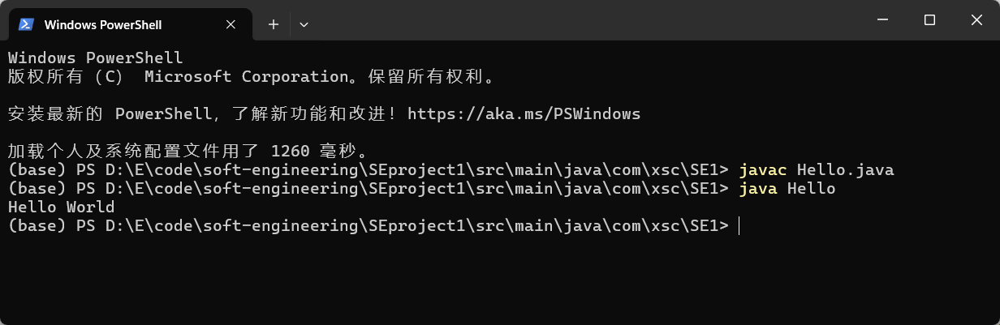 Windows PowerShell
Windows PowerShell
版权所有（C） Microsoft Corporation。保留所有权利。
安装最新的 PowerShell，了解新功能和改进！https://aka.ms/PSWindows
加载个人及系统配置文件用了 1260 毫秒。
(base) PS D:\E\code\soft-engineering\SEproject1\src\main\java\com\xsc\SE1> javac Hello.java
(base) PS D:\E\code\soft-engineering\SEproject1\src\main\java\com\xsc\SE1> java Hello
Hello World
(base) PS D:\E\code\soft-engineering\SEproject1\src\main\java\com\xsc\SE1>